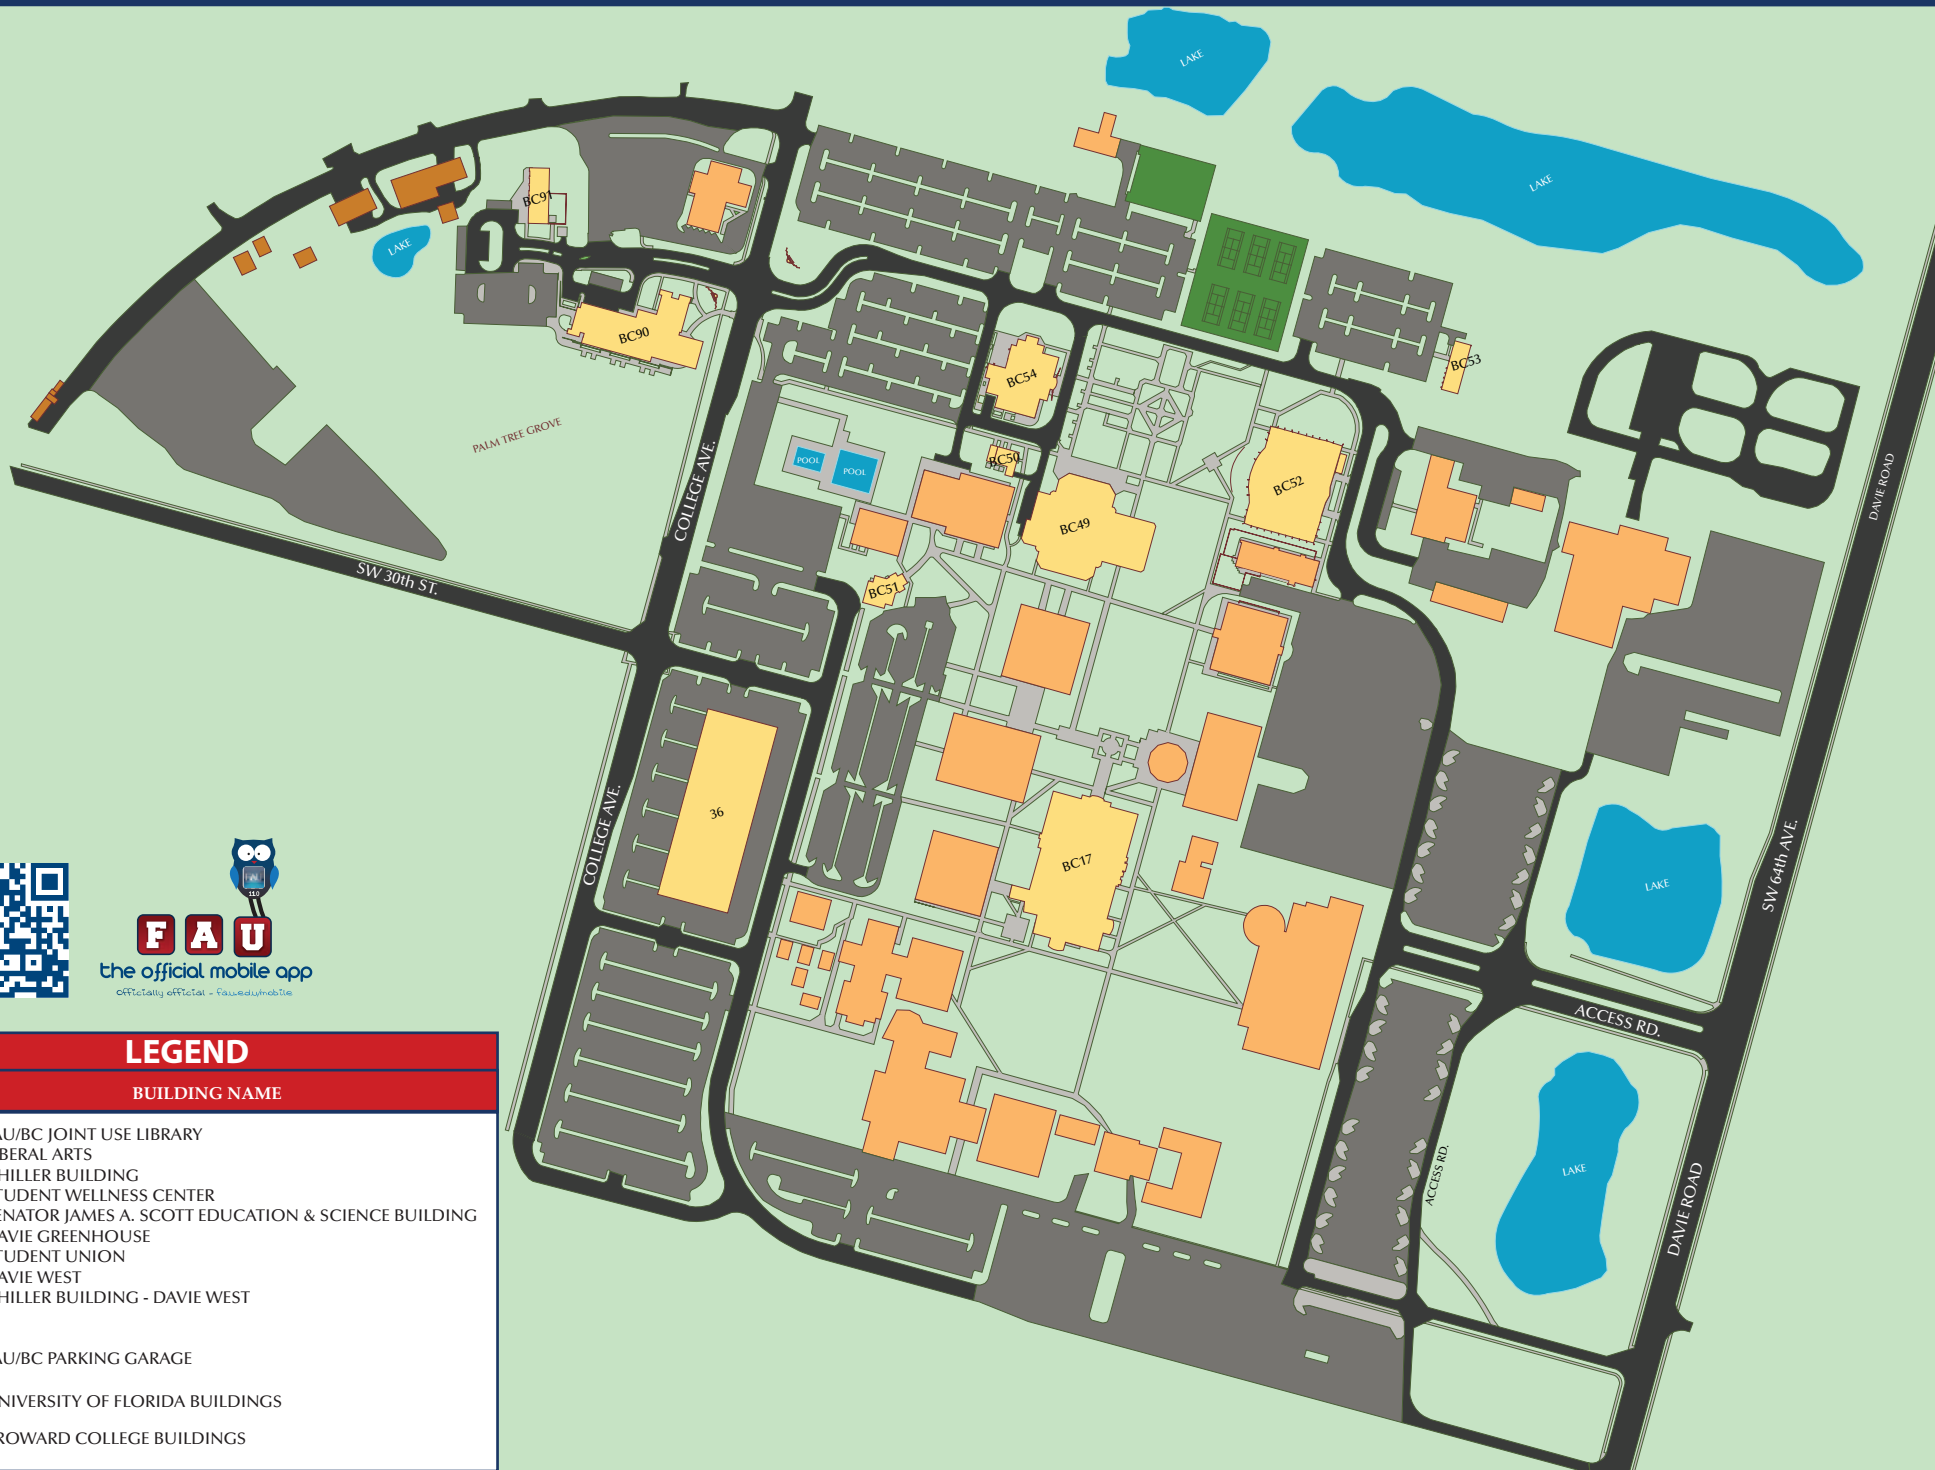 LAKE
LAKE
BC91
LAKE
BC90
BC54
BC53
PALM TREE GROVE
COLLEGE AVE.
POOL
POOL
BC50
BC52
BC49
DAVIE ROAD
SW 30th ST.
BC51
36
BC17
COLLEGE AVE.
SW 64th AVE.
LAKE
110
FAU
the official mobile app
Officially official - fau.edu/mobile
ACCESS RD.
LAKE
ACCESS RD.
DAVIE ROAD
LEGEND
BUILDING NAME
AU/BC JOINT USE LIBRARY
BERAL ARTS
HILLER BUILDING
TUDENT WELLNESS CENTER
ENATOR JAMES A. SCOTT EDUCATION & SCIENCE BUILDING
AVIE GREENHOUSE
TUDENT UNION
AVIE WEST
HILLER BUILDING - DAVIE WEST
AU/BC PARKING GARAGE
NIVERSITY OF FLORIDA BUILDINGS
ROWARD COLLEGE BUILDINGS